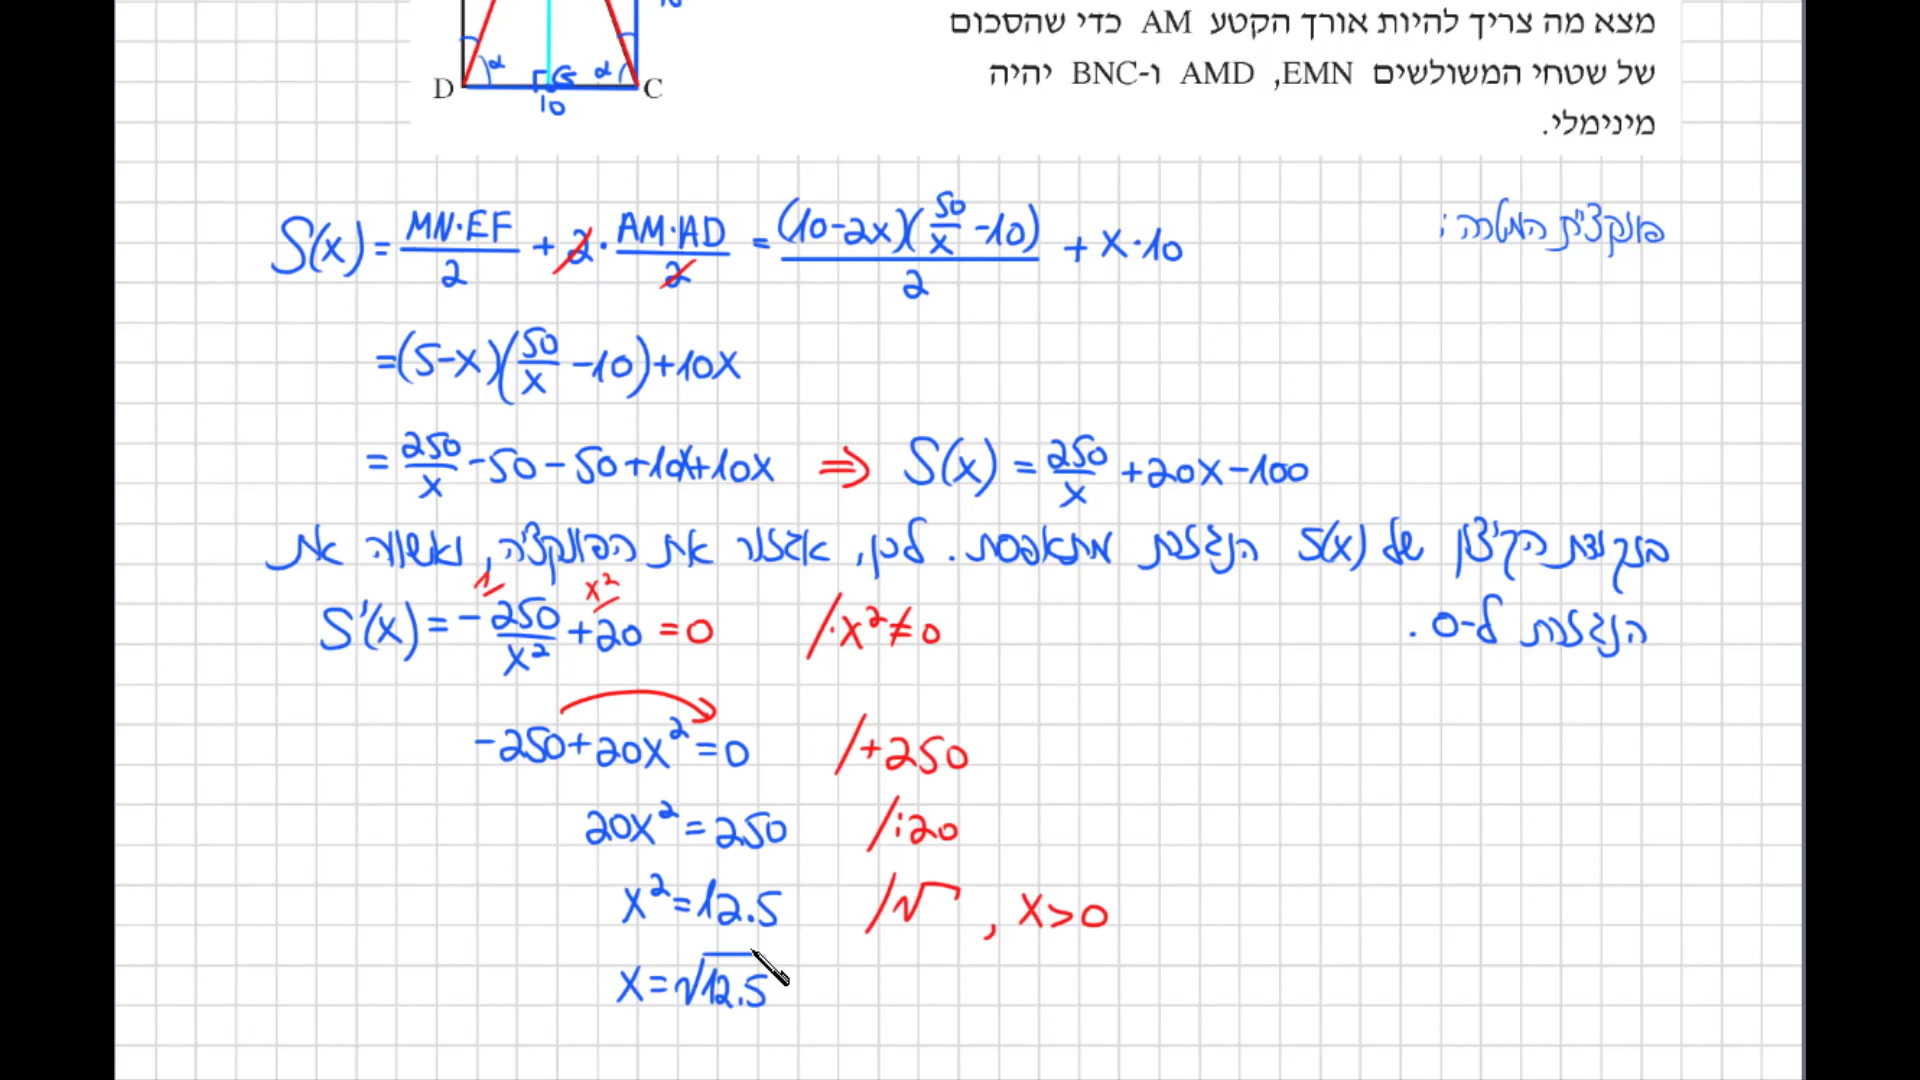 מצא מה צריך להיות אורך הקטע AM כדי שהסכום
של שטחי המשולשים EMN, AMD ו-BNC יהיה
מינימלי.
D α F G α C
10
פונקציית המטרה:
S(x) = MN·EF/2 + 2·AM·AD/2 = (10-2x)(50/x -10)/2 + x·10
=(5-x)(50/x -10)+10x
= 250/x -50-50+10x+10x ⇒ S(x) = 250/x +20x-100
בנקודת הקיצון של S(x) הנגזרת מתאפסת. לכן, אגזור את הפונקציה, ואשווה את
הנגזרת ל-0.
1 x²
S'(x) = -250/x² +20 =0 /·x²≠0
-250+20x²=0 /+250
20x²=250 /:20
x²=12.5 /√ , x>0
x=√12.5